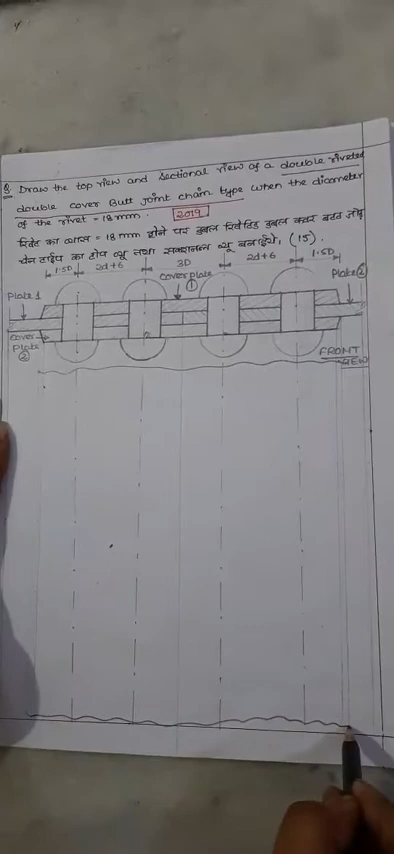 Q. Draw the top view and sectional view of a double riveted
double cover Butt Joint chain type when the diameter
of the rivet = 18 mm. 2019
रिवेट का व्यास = 18 mm होने पर डबल रिवेटिड डबल कवर बटट जोड़
चैन टाईप का टोप व्यू तथा सैक्शनल व्यू बनाइये। (15).
1.5D 2d+6 3D 2d+6 1.5D
cover plate ① Plate ②
Plate 1
Cover Plate ②
FRONT VIEW